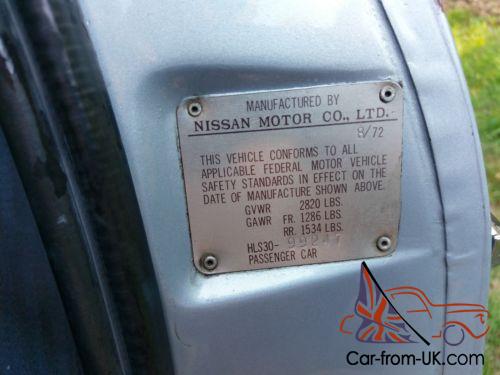 MANUFACTURED BY
NISSAN MOTOR CO., LTD.
8/72
THIS VEHICLE CONFORMS TO ALL
APPLICABLE FEDERAL MOTOR VEHICLE
SAFETY STANDARDS IN EFFECT ON THE
DATE OF MANUFACTURE SHOWN ABOVE.
GVWR 2820 LBS.
GAWR FR. 1286 LBS.
RR. 1534 LBS.
HLS30-
PASSENGER CAR
Car-from-UK.com